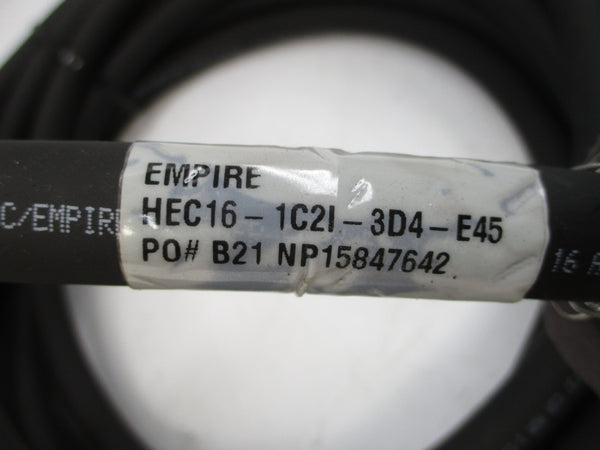 EMPIRE
HEC16-1C2I-3D4-E45
PO# B21 NP15847642
C/EMPIR